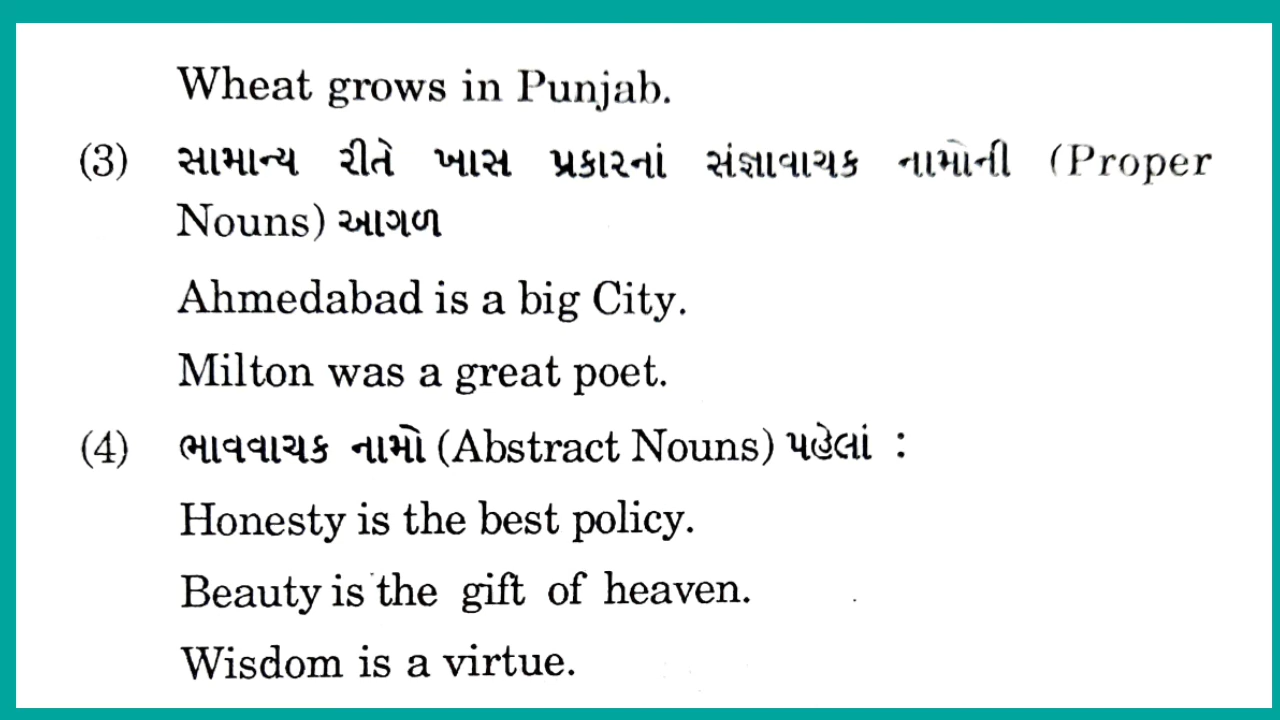 Wheat grows in Punjab.
(3) સામાન્ય રીતે ખાસ પ્રકારનાં સંજ્ઞાવાચક નામોની (Proper
Nouns) આગળ
Ahmedabad is a big City.
Milton was a great poet.
(4) ભાવવાચક નામો (Abstract Nouns) પહેલાં :
Honesty is the best policy.
Beauty is the gift of heaven.
Wisdom is a virtue.